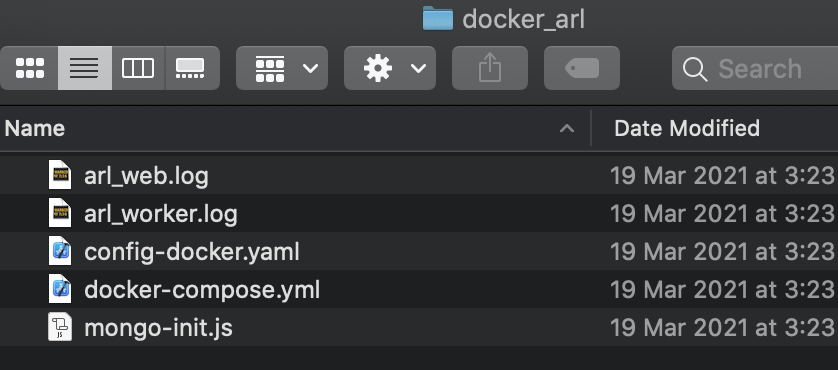 docker_arl
Search
Name Date Modified
arl_web.log 19 Mar 2021 at 3:23
arl_worker.log 19 Mar 2021 at 3:23
config-docker.yaml 19 Mar 2021 at 3:23
docker-compose.yml 19 Mar 2021 at 3:23
mongo-init.js 19 Mar 2021 at 3:23
JS